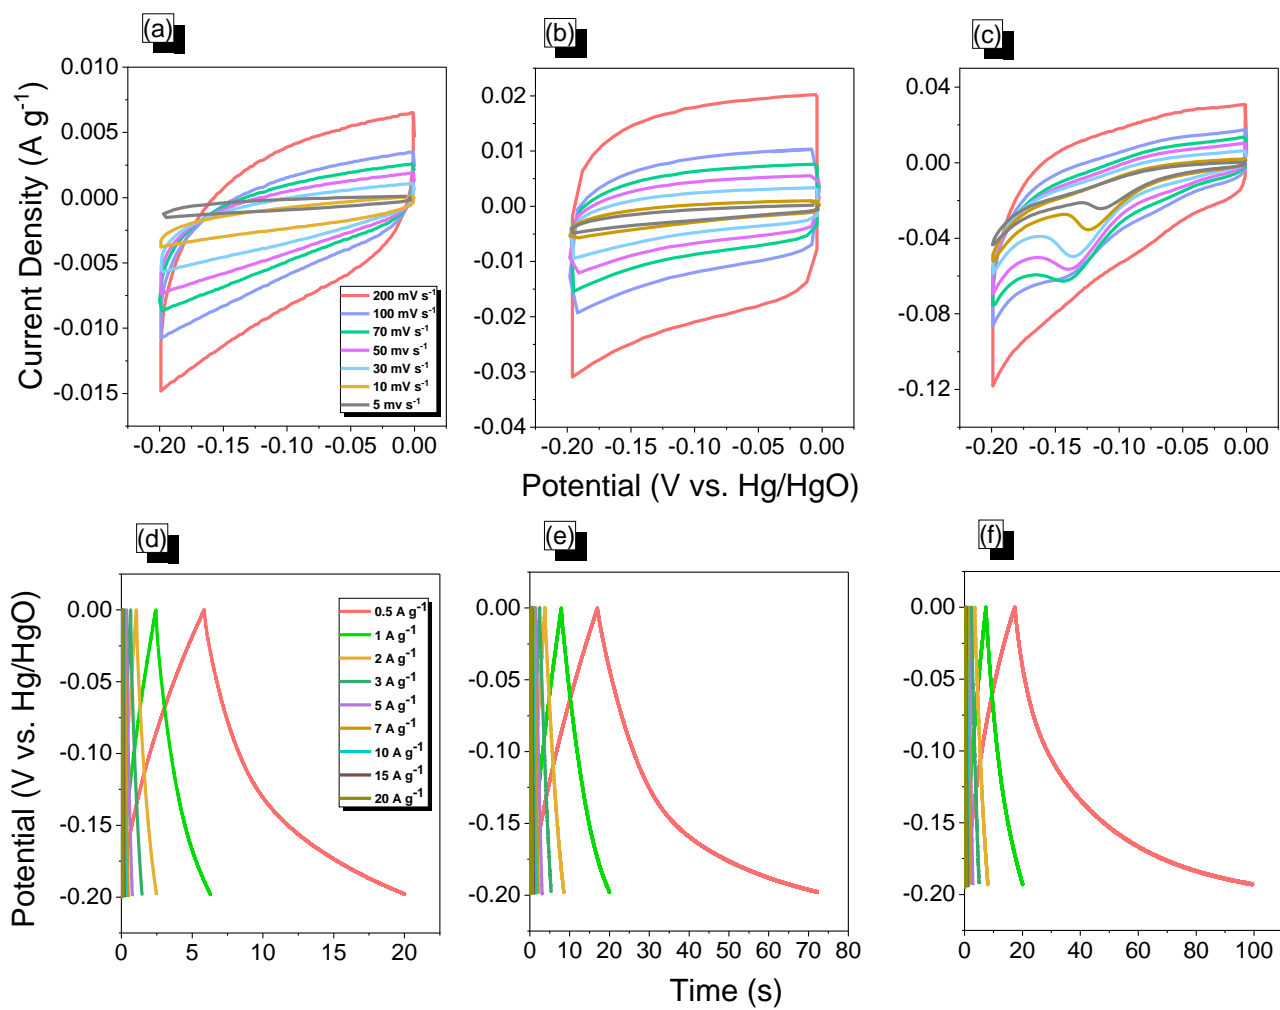 (a)
(b)
(c)
Current Density (A g-1)
0.010
0.005
0.000
-0.005
-0.010
-0.015
200 mV s-1
100 mV s-1
70 mV s-1
50 mv s-1
30 mV s-1
10 mV s-1
5 mv s-1
-0.20 -0.15 -0.10 -0.05 0.00
0.02
0.01
0.00
-0.01
-0.02
-0.03
-0.04
-0.20 -0.15 -0.10 -0.05 0.00
0.04
0.00
-0.04
-0.08
-0.12
-0.20 -0.15 -0.10 -0.05 0.00
Potential (V vs. Hg/HgO)
(d)
(e)
(f)
Potential (V vs. Hg/HgO)
0.00
-0.05
-0.10
-0.15
-0.20
0.5 A g-1
1 A g-1
2 A g-1
3 A g-1
5 A g-1
7 A g-1
10 A g-1
15 A g-1
20 A g-1
0 5 10 15 20
0.00
-0.05
-0.10
-0.15
-0.20
0 10 20 30 40 50 60 70 80
0.00
-0.05
-0.10
-0.15
-0.20
0 20 40 60 80 100
Time (s)